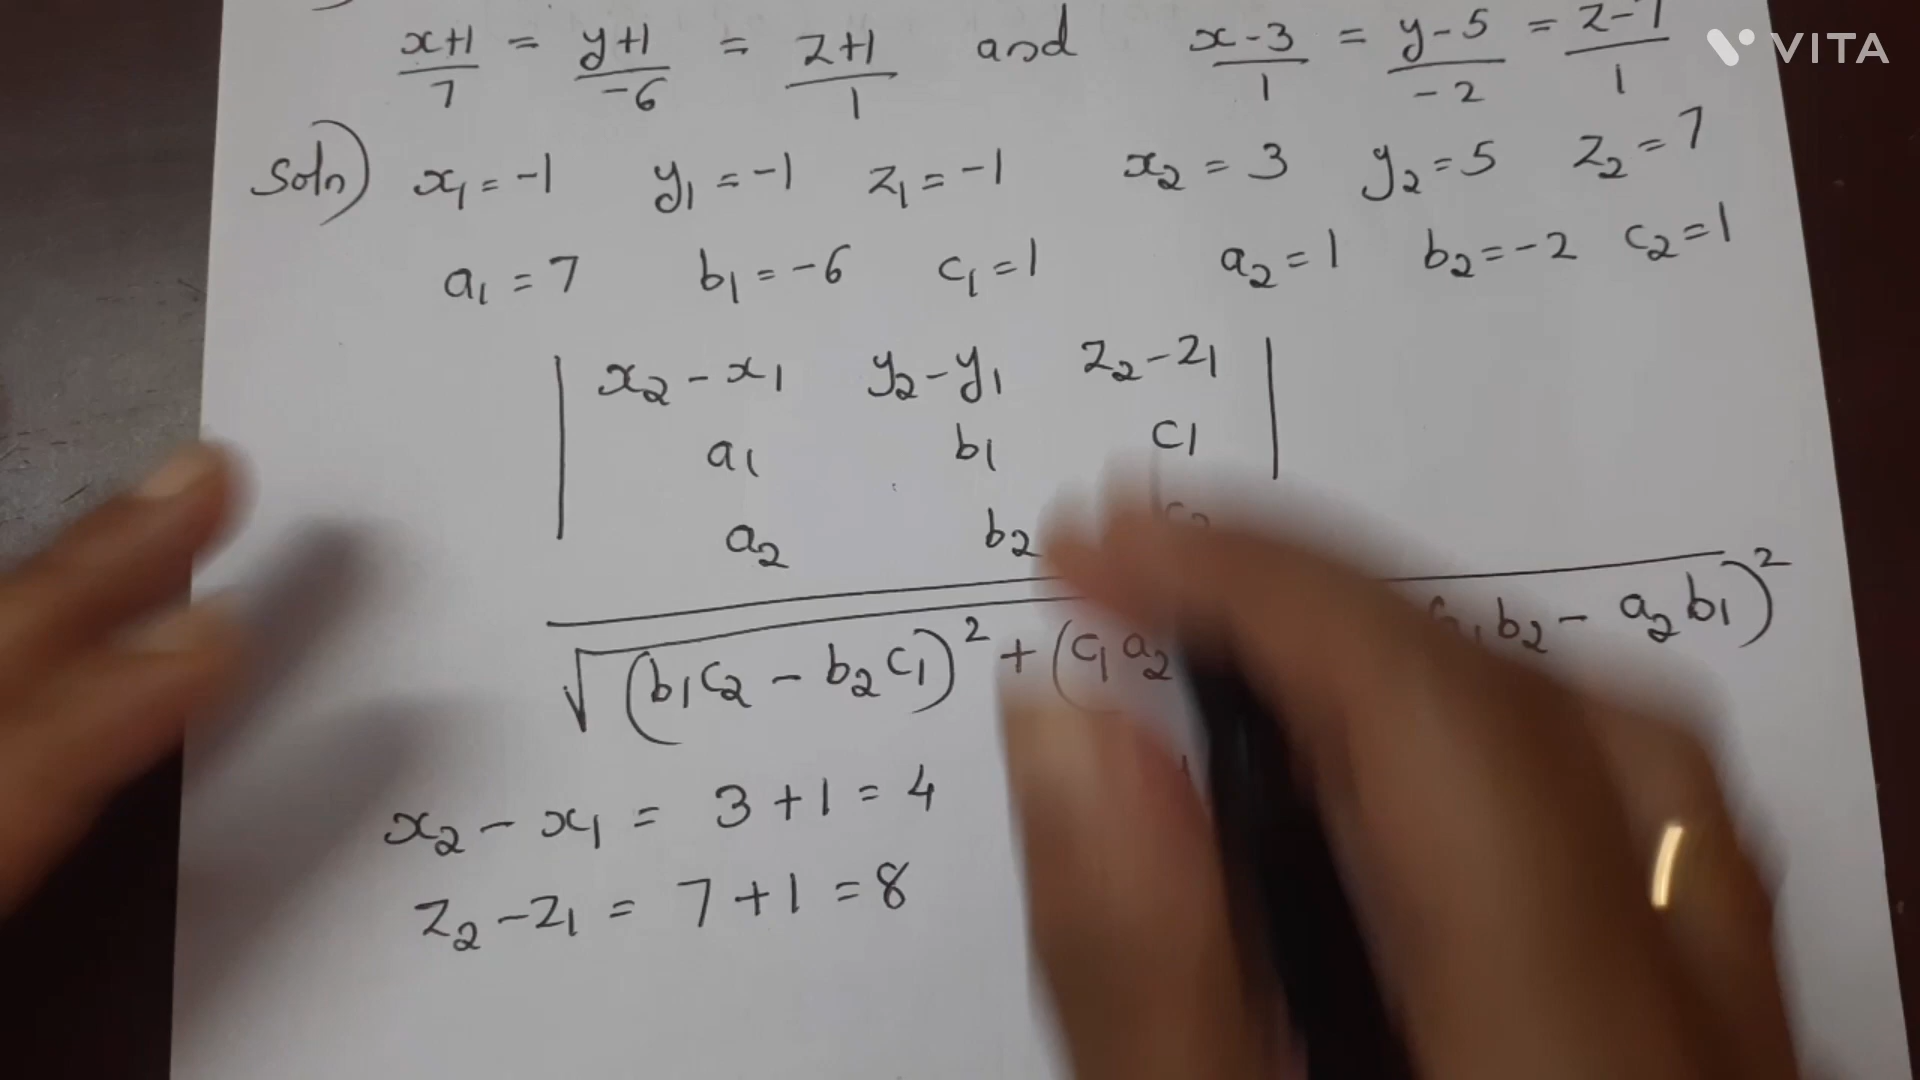 x+1/7 = y+1/-6 = z+1/1 and x-3/1 = y-5/-2 = z-7/1
VITA
Soln) x₁ = -1 y₁ = -1 z₁ = -1 x₂ = 3 y₂ = 5 z₂ = 7
a₁ = 7 b₁ = -6 c₁ = 1 a₂ = 1 b₂ = -2 c₂ = 1
| x₂ - x₁ y₂ - y₁ z₂ - z₁ |
a₁ b₁ c₁
a₂ b₂
√ (b₁c₂ - b₂c₁)² + (c₁a₂ b₂ - a₂b₁)²
x₂ - x₁ = 3 + 1 = 4
z₂ - z₁ = 7 + 1 = 8